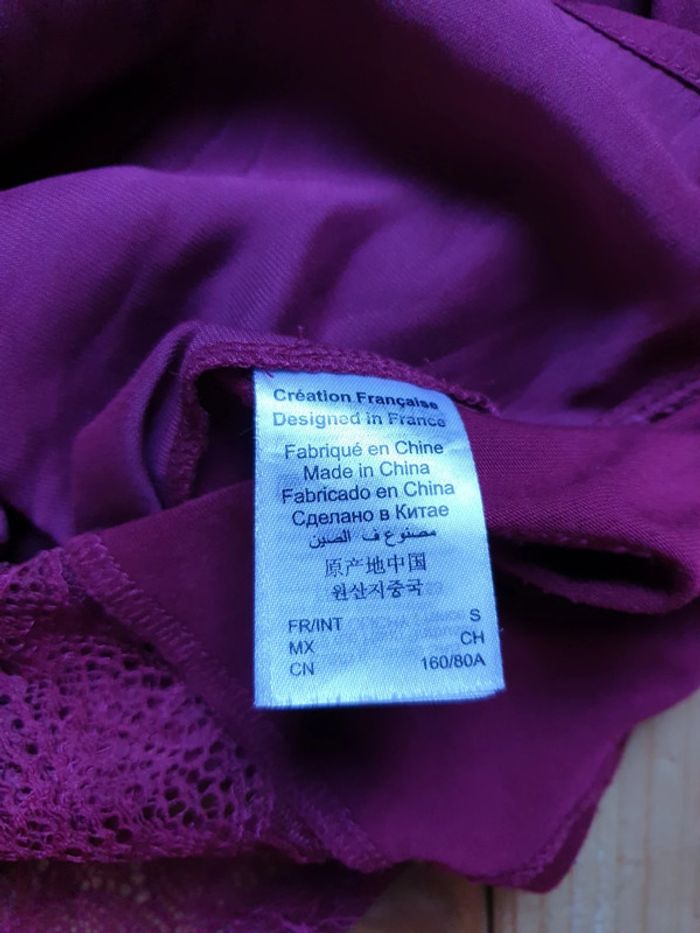 Création Française
Designed in France
Fabriqué en Chine
Made in China
Fabricado en China
Сделано в Китае
مصنوع ف الصين
原产地中国
원산지중국
FR/INT S
MX CH
CN 160/80A